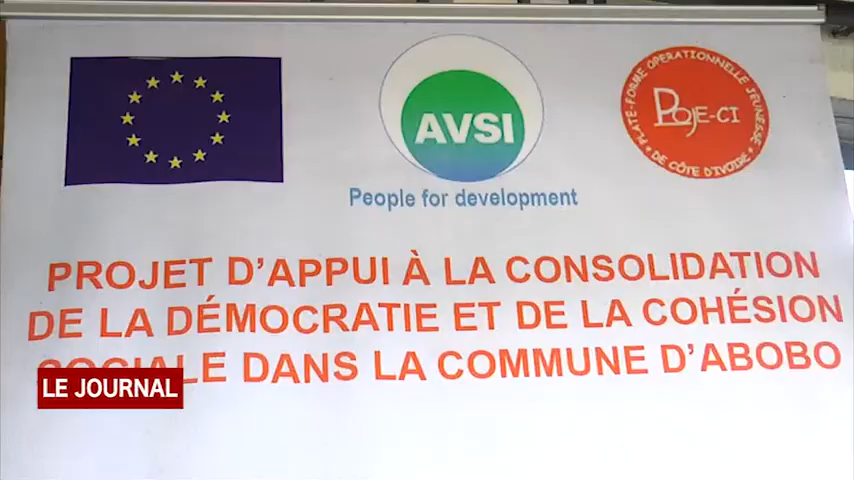 AVSI
People for development
PLATE-FORME OPERATIONNELLE JEUNESSE
POJE-CI
DE CÔTE D'IVOIRE
PROJET D'APPUI À LA CONSOLIDATION
DE LA DÉMOCRATIE ET DE LA COHÉSION
SOCIALE DANS LA COMMUNE D'ABOBO
LE JOURNAL